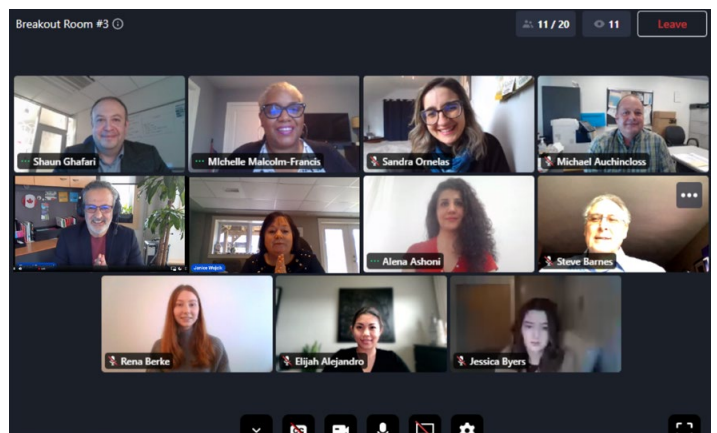 Breakout Room #3
11 / 20
11
Leave
Shaun Ghafari
MIchelle Malcolm-Francis
Sandra Ornelas
Michael Auchincloss
Alena Ashoni
Steve Barnes
Rena Berke
Elijah Alejandro
Jessica Byers
CC